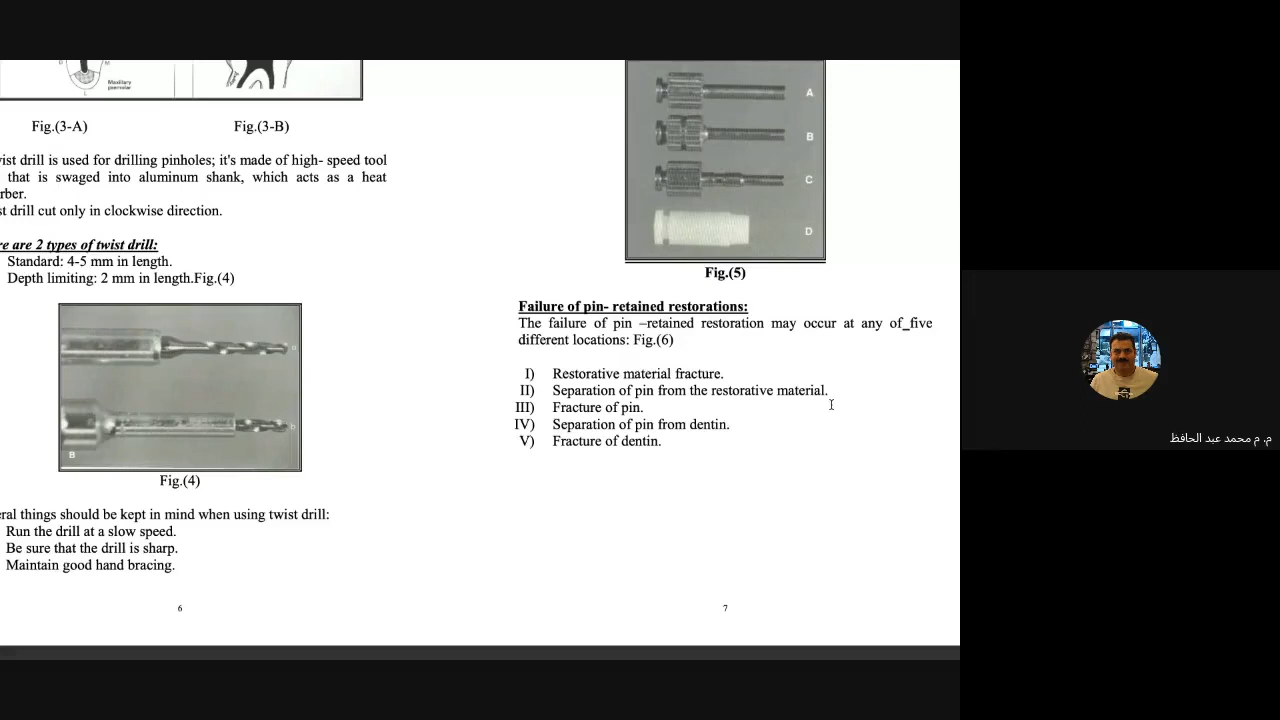 Maxillary
premolar
Fig.(3-A) Fig.(3-B)
wist drill is used for drilling pinholes; it's made of high- speed tool
that is swaged into aluminum shank, which acts as a heat
rber.
st drill cut only in clockwise direction.
re are 2 types of twist drill:
Standard: 4-5 mm in length.
Depth limiting: 2 mm in length.Fig.(4)
a
b
B
Fig.(4)
eral things should be kept in mind when using twist drill:
Run the drill at a slow speed.
Be sure that the drill is sharp.
Maintain good hand bracing.
6
A
B
C
D
Fig.(5)
Failure of pin- retained restorations:
The failure of pin –retained restoration may occur at any of_five
different locations: Fig.(6)
I) Restorative material fracture.
II) Separation of pin from the restorative material.
III) Fracture of pin.
IV) Separation of pin from dentin.
V) Fracture of dentin.
7
م. م محمد عبد الحافظ